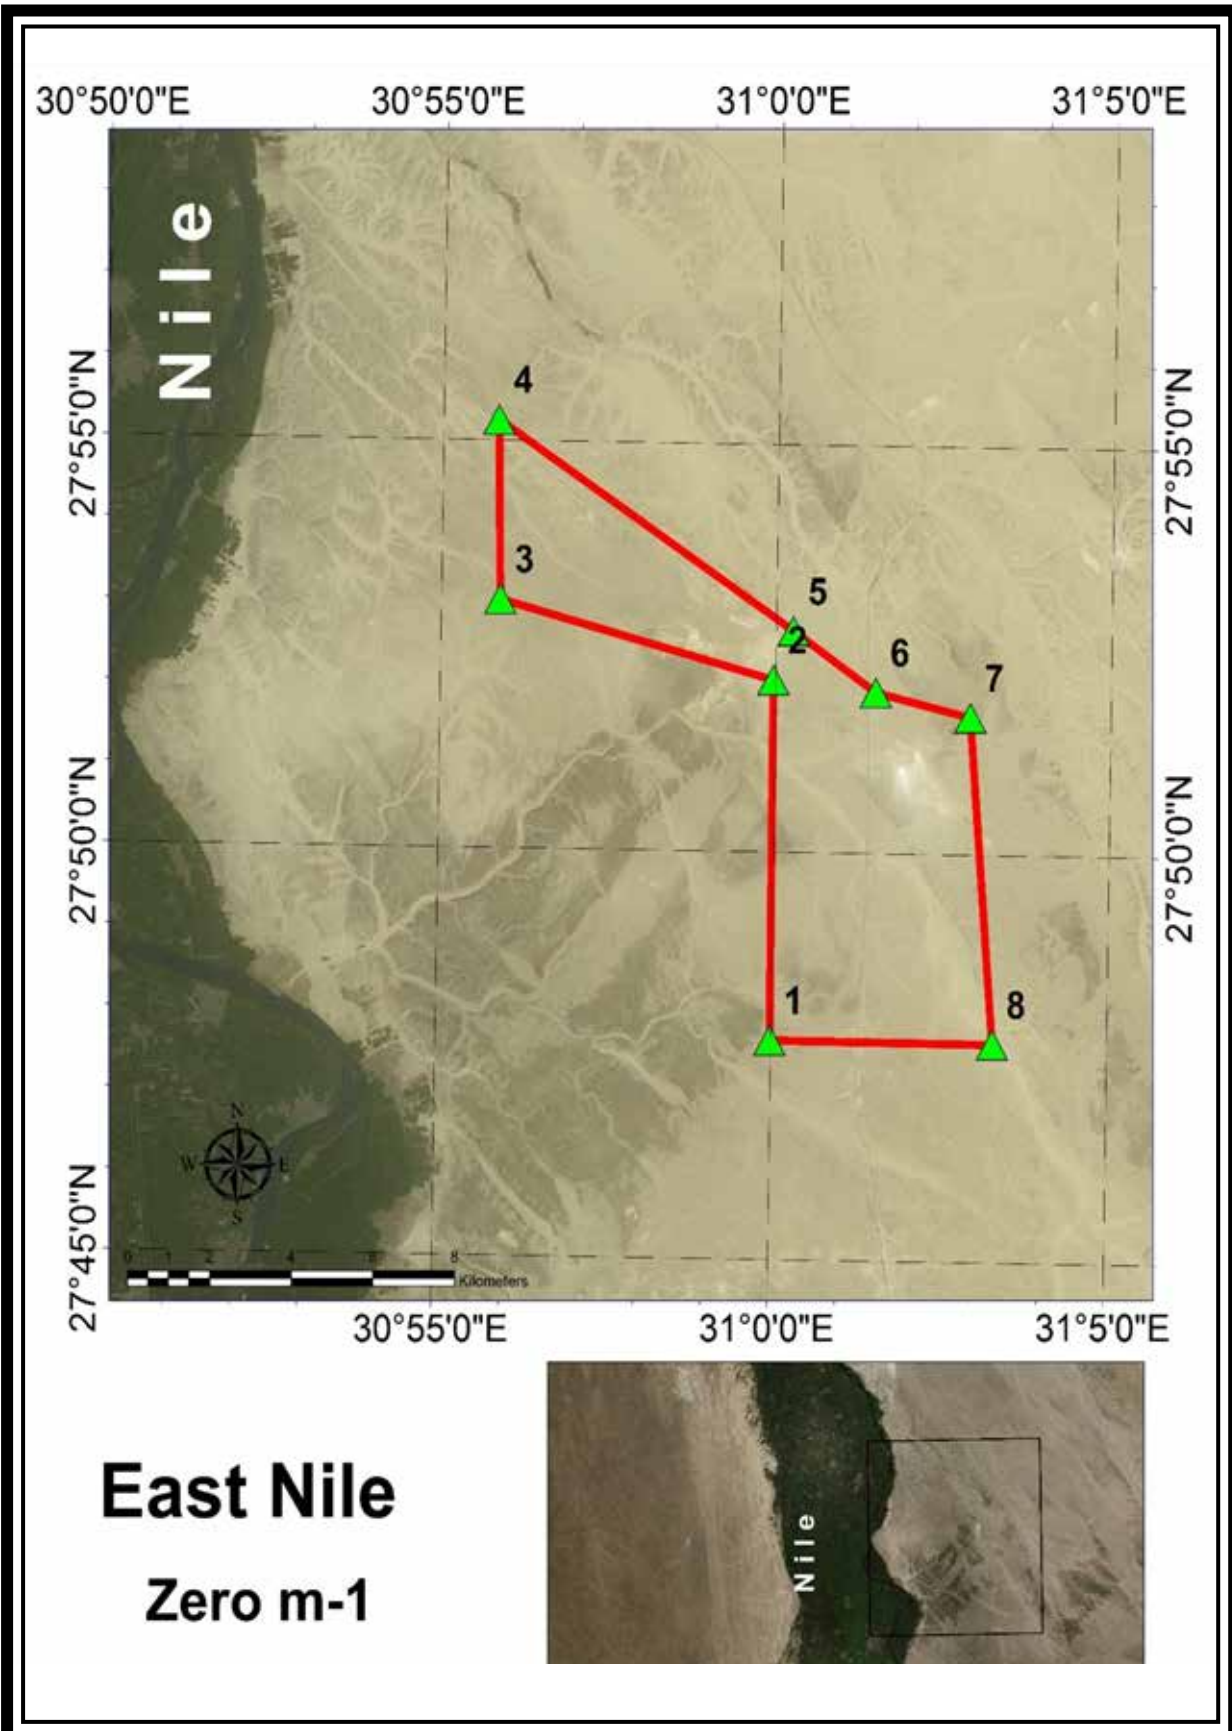 30°50'0"E 30°55'0"E 31°0'0"E 31°5'0"E
Nile
27°55'0"N
27°55'0"N
4
3
5
2
6
7
27°50'0"N
27°50'0"N
1
8
N
W E
S
27°45'0"N
0 1 2 4 6 8
Kilometers
30°55'0"E 31°0'0"E 31°5'0"E
East Nile
Zero m-1
Nile